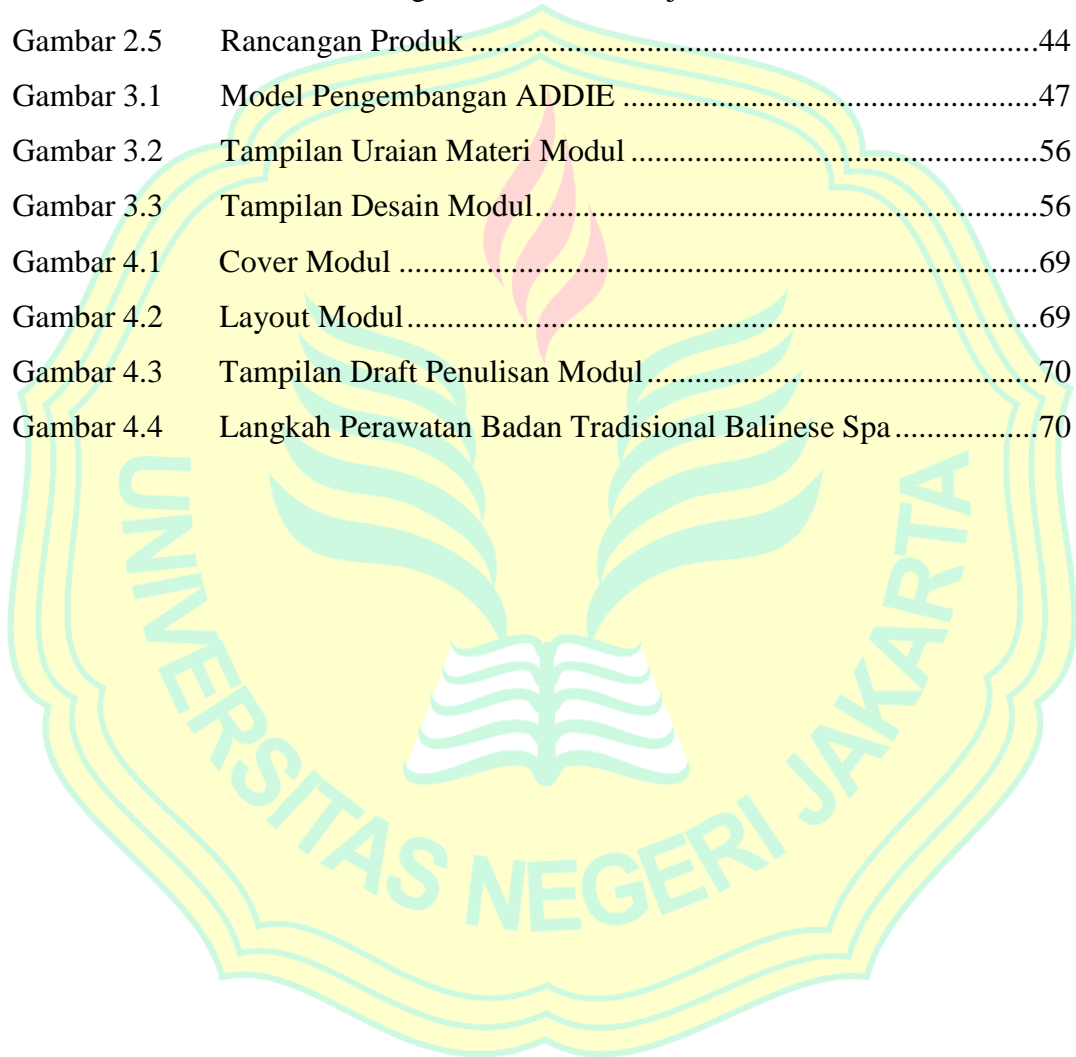 Gambar 2.5 Rancangan Produk ........................................................................44
Gambar 3.1 Model Pengembangan ADDIE ....................................................47
Gambar 3.2 Tampilan Uraian Materi Modul ...................................................56
Gambar 3.3 Tampilan Desain Modul................................................................56
Gambar 4.1 Cover Modul .................................................................................69
Gambar 4.2 Layout Modul................................................................................69
Gambar 4.3 Tampilan Draft Penulisan Modul.................................................70
Gambar 4.4 Langkah Perawatan Badan Tradisional Balinese Spa ..................70
UNIVERSITAS NEGERI JAKARTA